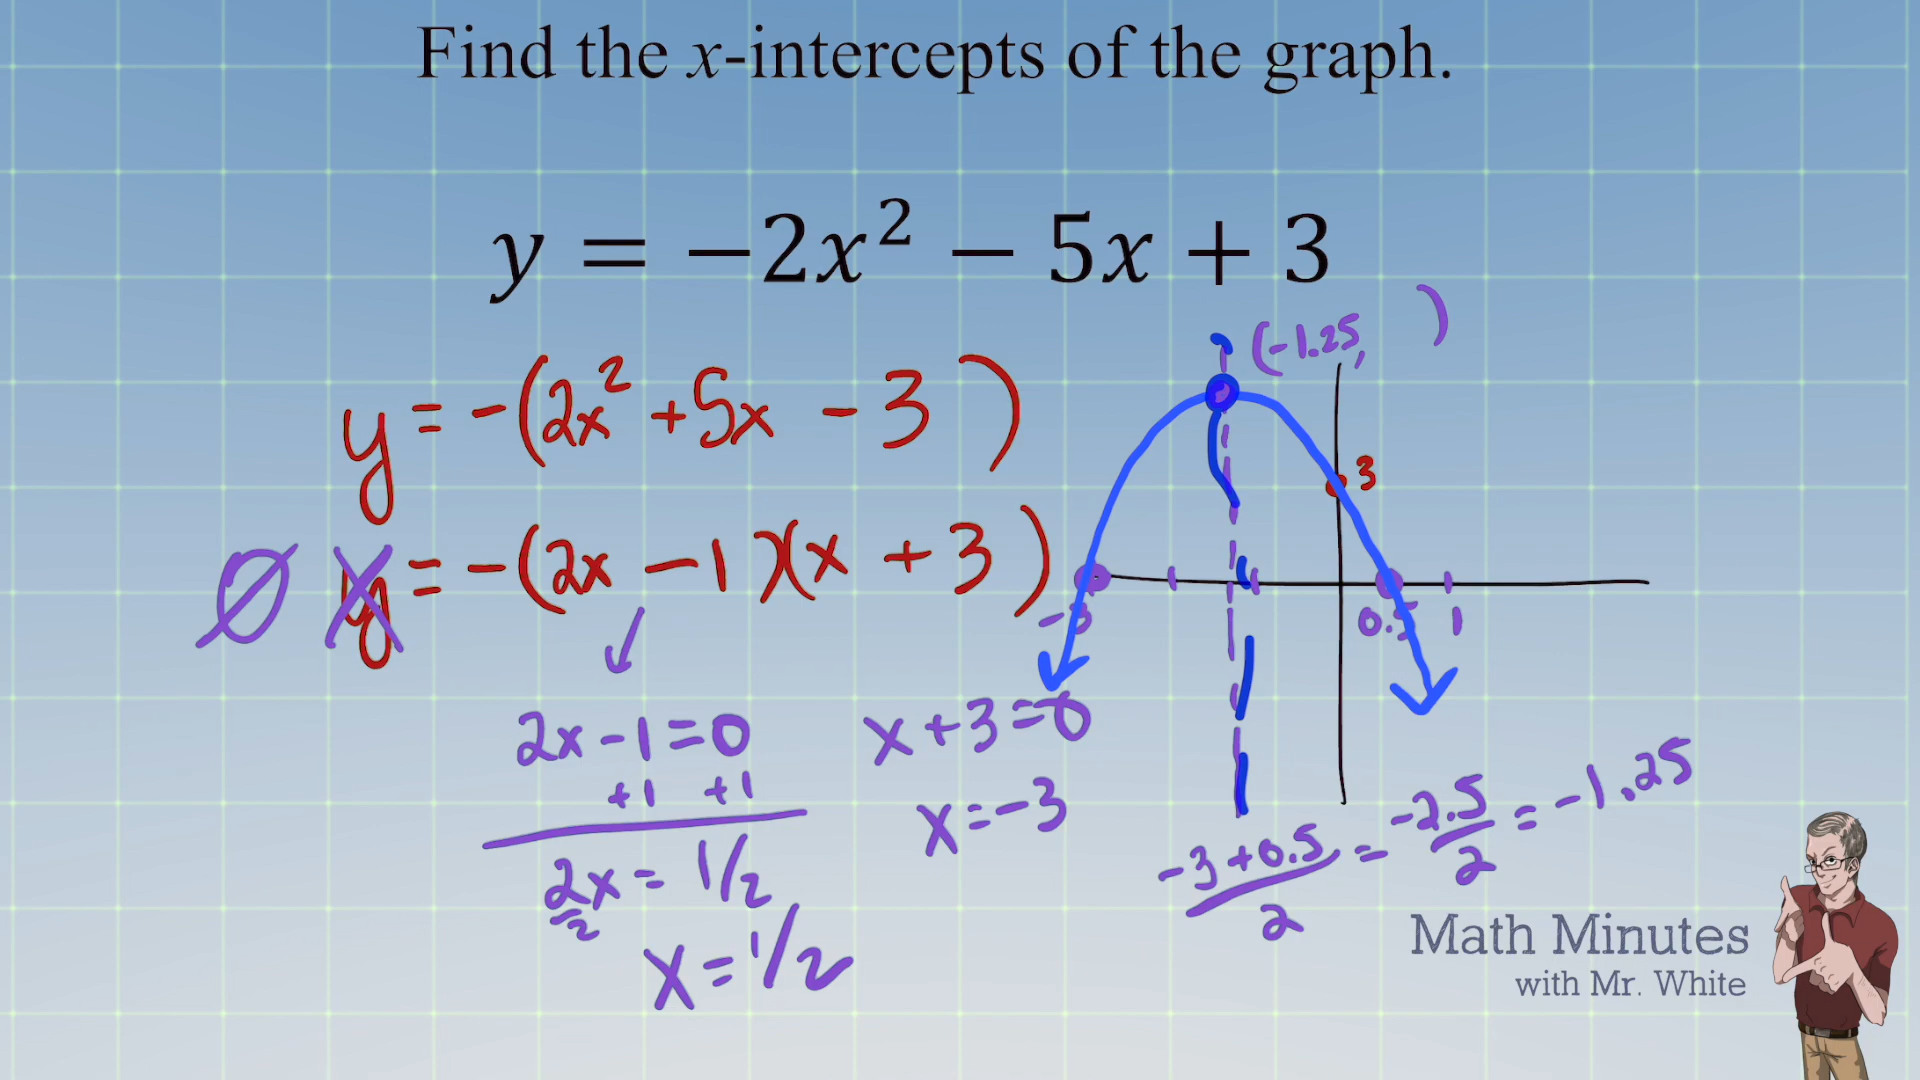 Find the x-intercepts of the graph.
y = −2x² − 5x + 3
y = -(2x² + 5x - 3)
0 y = -(2x - 1)(x + 3)
2x - 1 = 0
+1 +1
2x = 1/2
2
x = 1/2
x + 3 = 0
x = -3
(-1.25, )
3
-3
0.5
1
-3 + 0.5 = -2.5 = -1.25
2 2
Math Minutes
with Mr. White